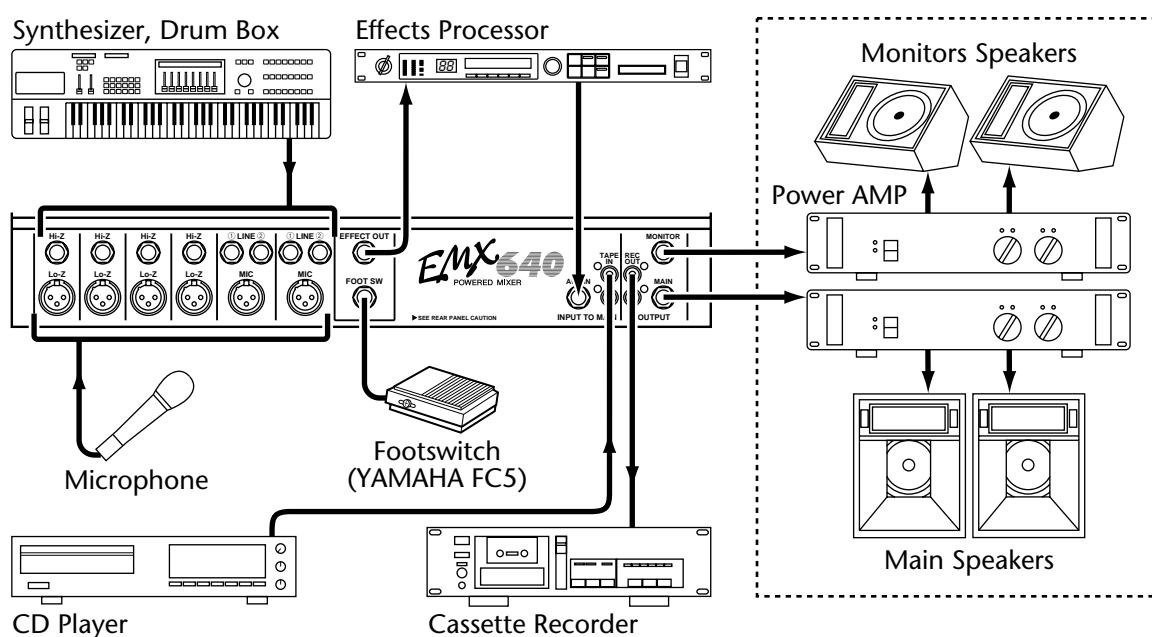 Synthesizer, Drum Box
Effects Processor
Monitors Speakers
Power AMP
Hi-Z Hi-Z Hi-Z Hi-Z ① LINE ② ① LINE ② EFFECT OUT
Lo-Z Lo-Z Lo-Z Lo-Z MIC MIC FOOT SW
EMX 640
POWERED MIXER
▶SEE REAR PANEL CAUTION
TAPE IN
REC OUT
MONITOR
MAIN
INPUT TO
OUTPUT
Microphone
Footswitch
(YAMAHA FC5)
Main Speakers
CD Player
Cassette Recorder